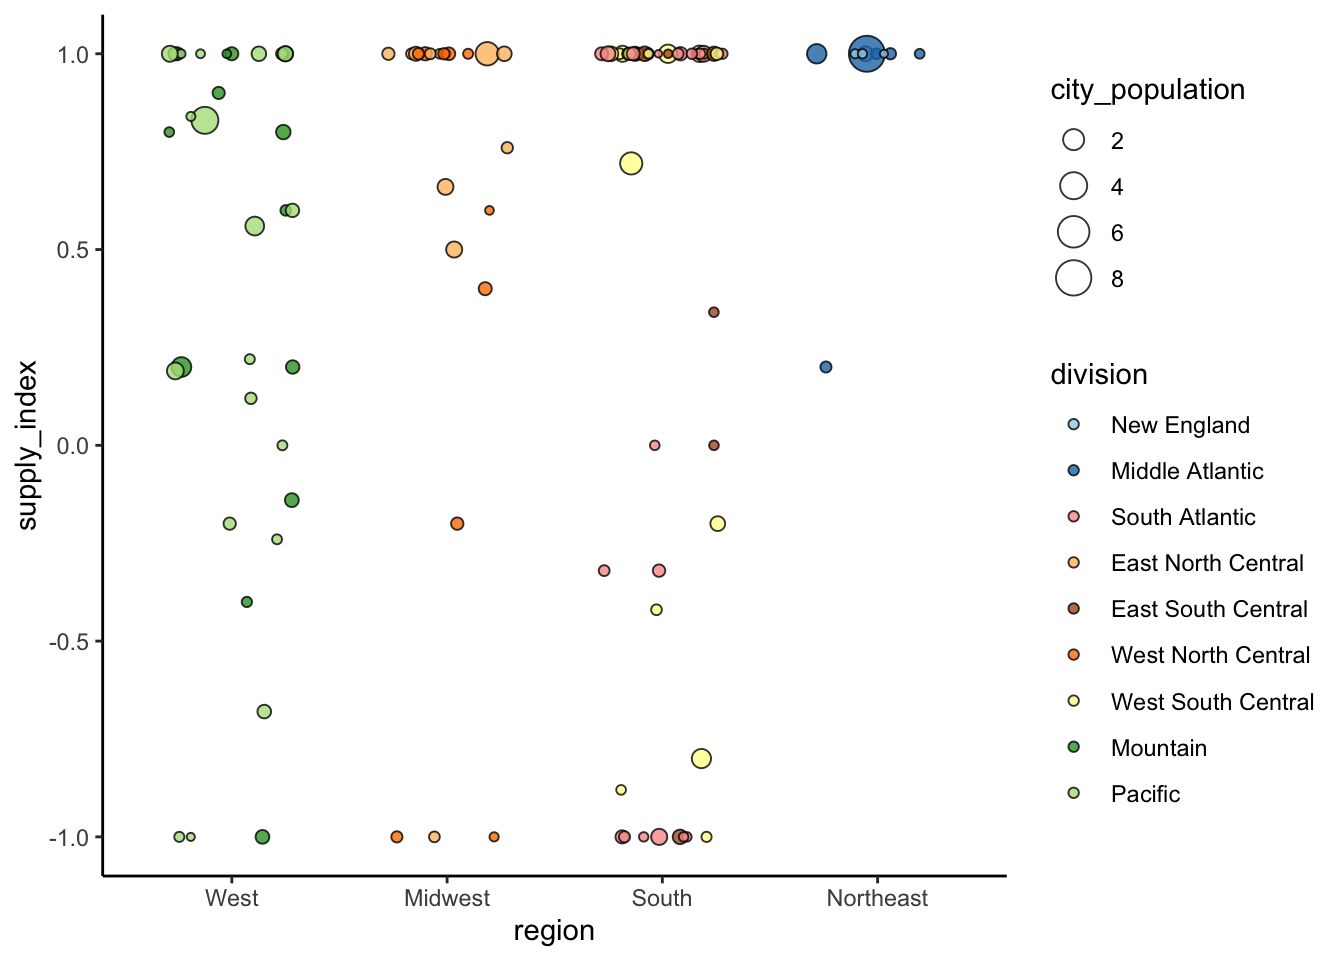 1.0
0.5
0.0
-0.5
-1.0
supply_index
West
Midwest
South
Northeast
region
city_population
2
4
6
8
division
New England
Middle Atlantic
South Atlantic
East North Central
East South Central
West North Central
West South Central
Mountain
Pacific